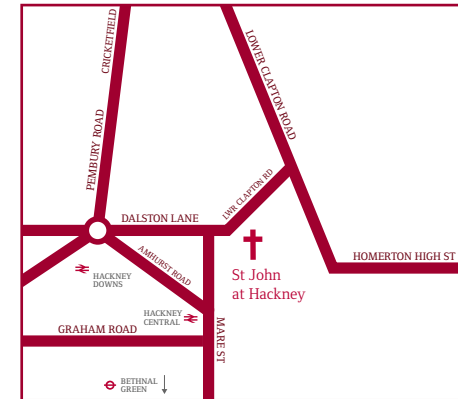 CRICKETFIELD
LOWER CLAPTON ROAD
PEMBURY ROAD
LWR CLAPTON RD
DALSTON LANE
AMHURST ROAD
HOMERTON HIGH ST
St John
at Hackney
HACKNEY
DOWNS
HACKNEY
CENTRAL
GRAHAM ROAD
MARE ST
BETHNAL
GREEN